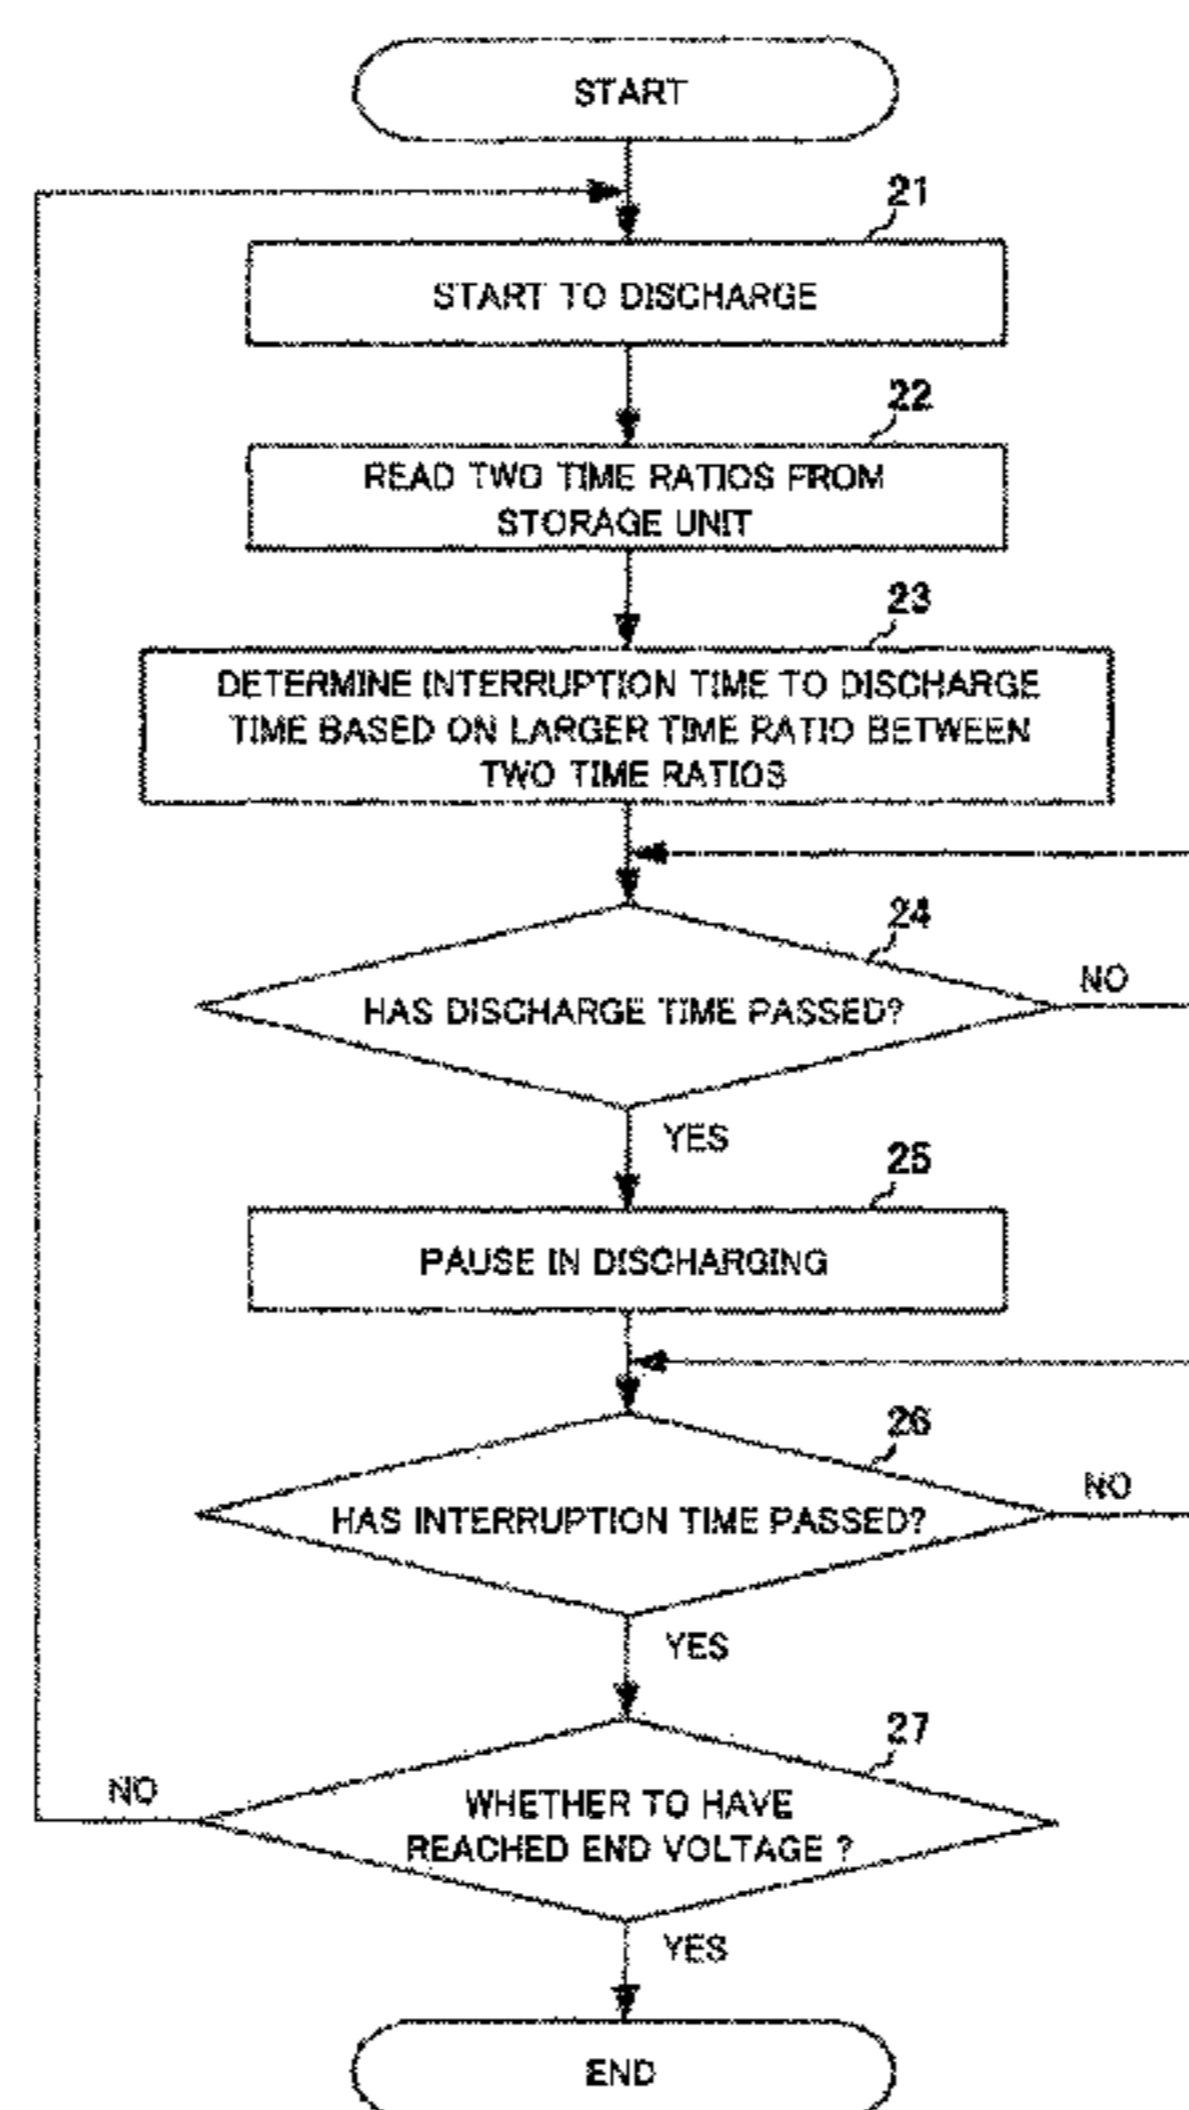 START
21
START TO DISCHARGE
22
READ TWO TIME RATIOS FROM
STORAGE UNIT
23
DETERMINE INTERRUPTION TIME TO DISCHARGE
TIME BASED ON LARGER TIME RATIO BETWEEN
TWO TIME RATIOS
24
NO
HAS DISCHARGE TIME PASSED?
YES
25
PAUSE IN DISCHARGING
26
NO
HAS INTERRUPTION TIME PASSED?
YES
27
NO
WHETHER TO HAVE
REACHED END VOLTAGE ?
YES
END